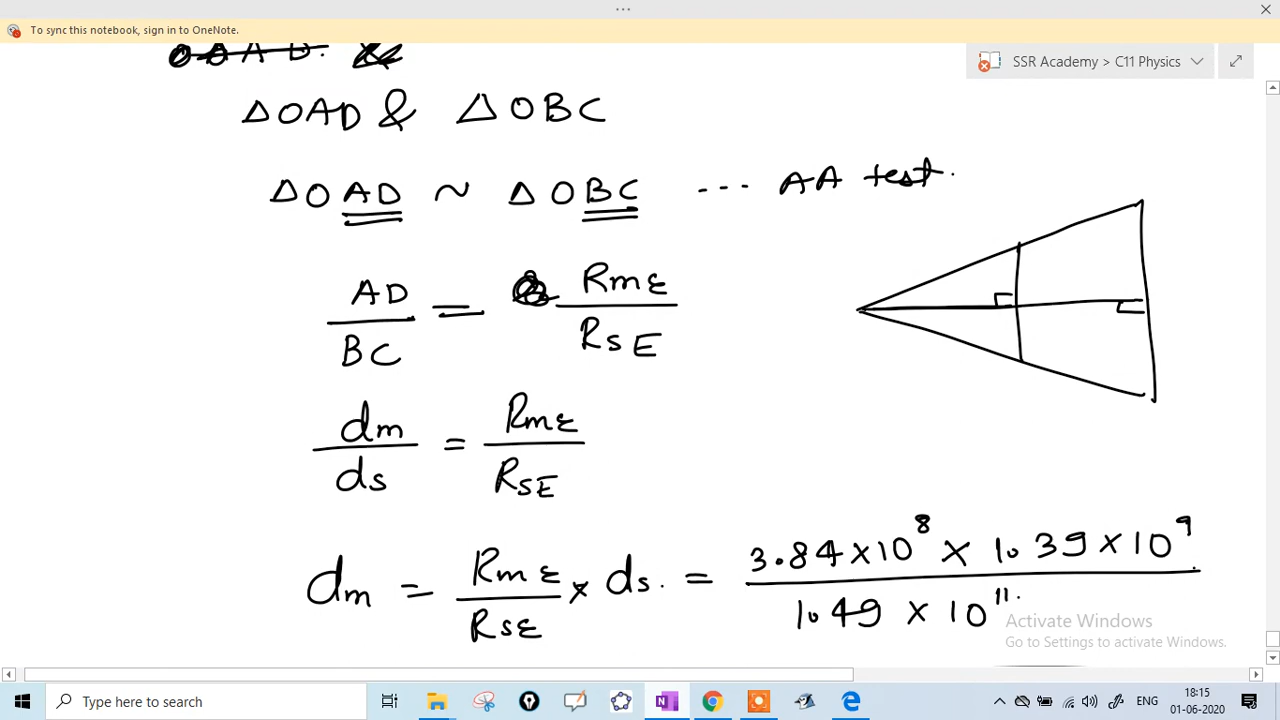 To sync this notebook, sign in to OneNote.
SSR Academy > C11 Physics
ΔOAD & ΔOBC
ΔOAD ~ ΔOBC --- AA test.
AD/BC = RmE/RSE
dm/ds = RmE/RSE
dm = RmE/RSE × ds. = 3.84×10^8 × 1.39×10^9 / 1.49 × 10^11.
Activate Windows
Go to Settings to activate Windows.
Type here to search
ENG
18:15
01-06-2020